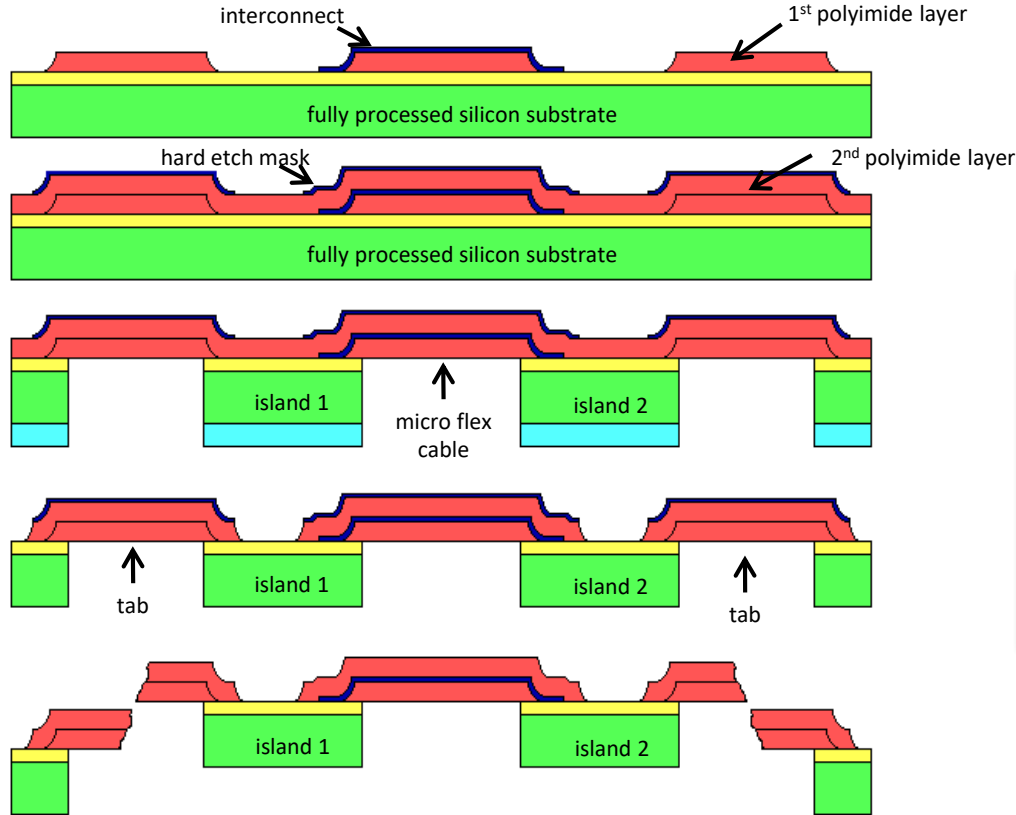 interconnect
1st polyimide layer
fully processed silicon substrate
hard etch mask
2nd polyimide layer
fully processed silicon substrate
island 1
micro flex
cable
island 2
tab
island 1
island 2
tab
island 1
island 2